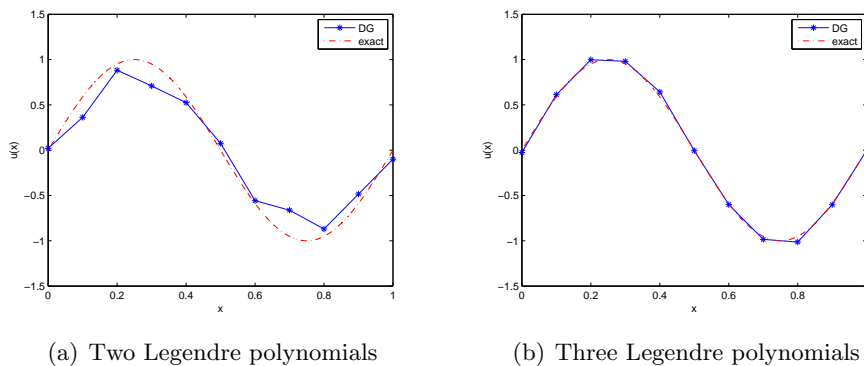 1.5
1
0.5
0
−0.5
−1
−1.5
u(x)
0
0.2
0.4
0.6
0.8
1
x
DG
exact
(a) Two Legendre polynomials
1.5
1
0.5
0
−0.5
−1
−1.5
u(x)
0
0.2
0.4
0.6
0.8
x
DG
exact
(b) Three Legendre polynomials